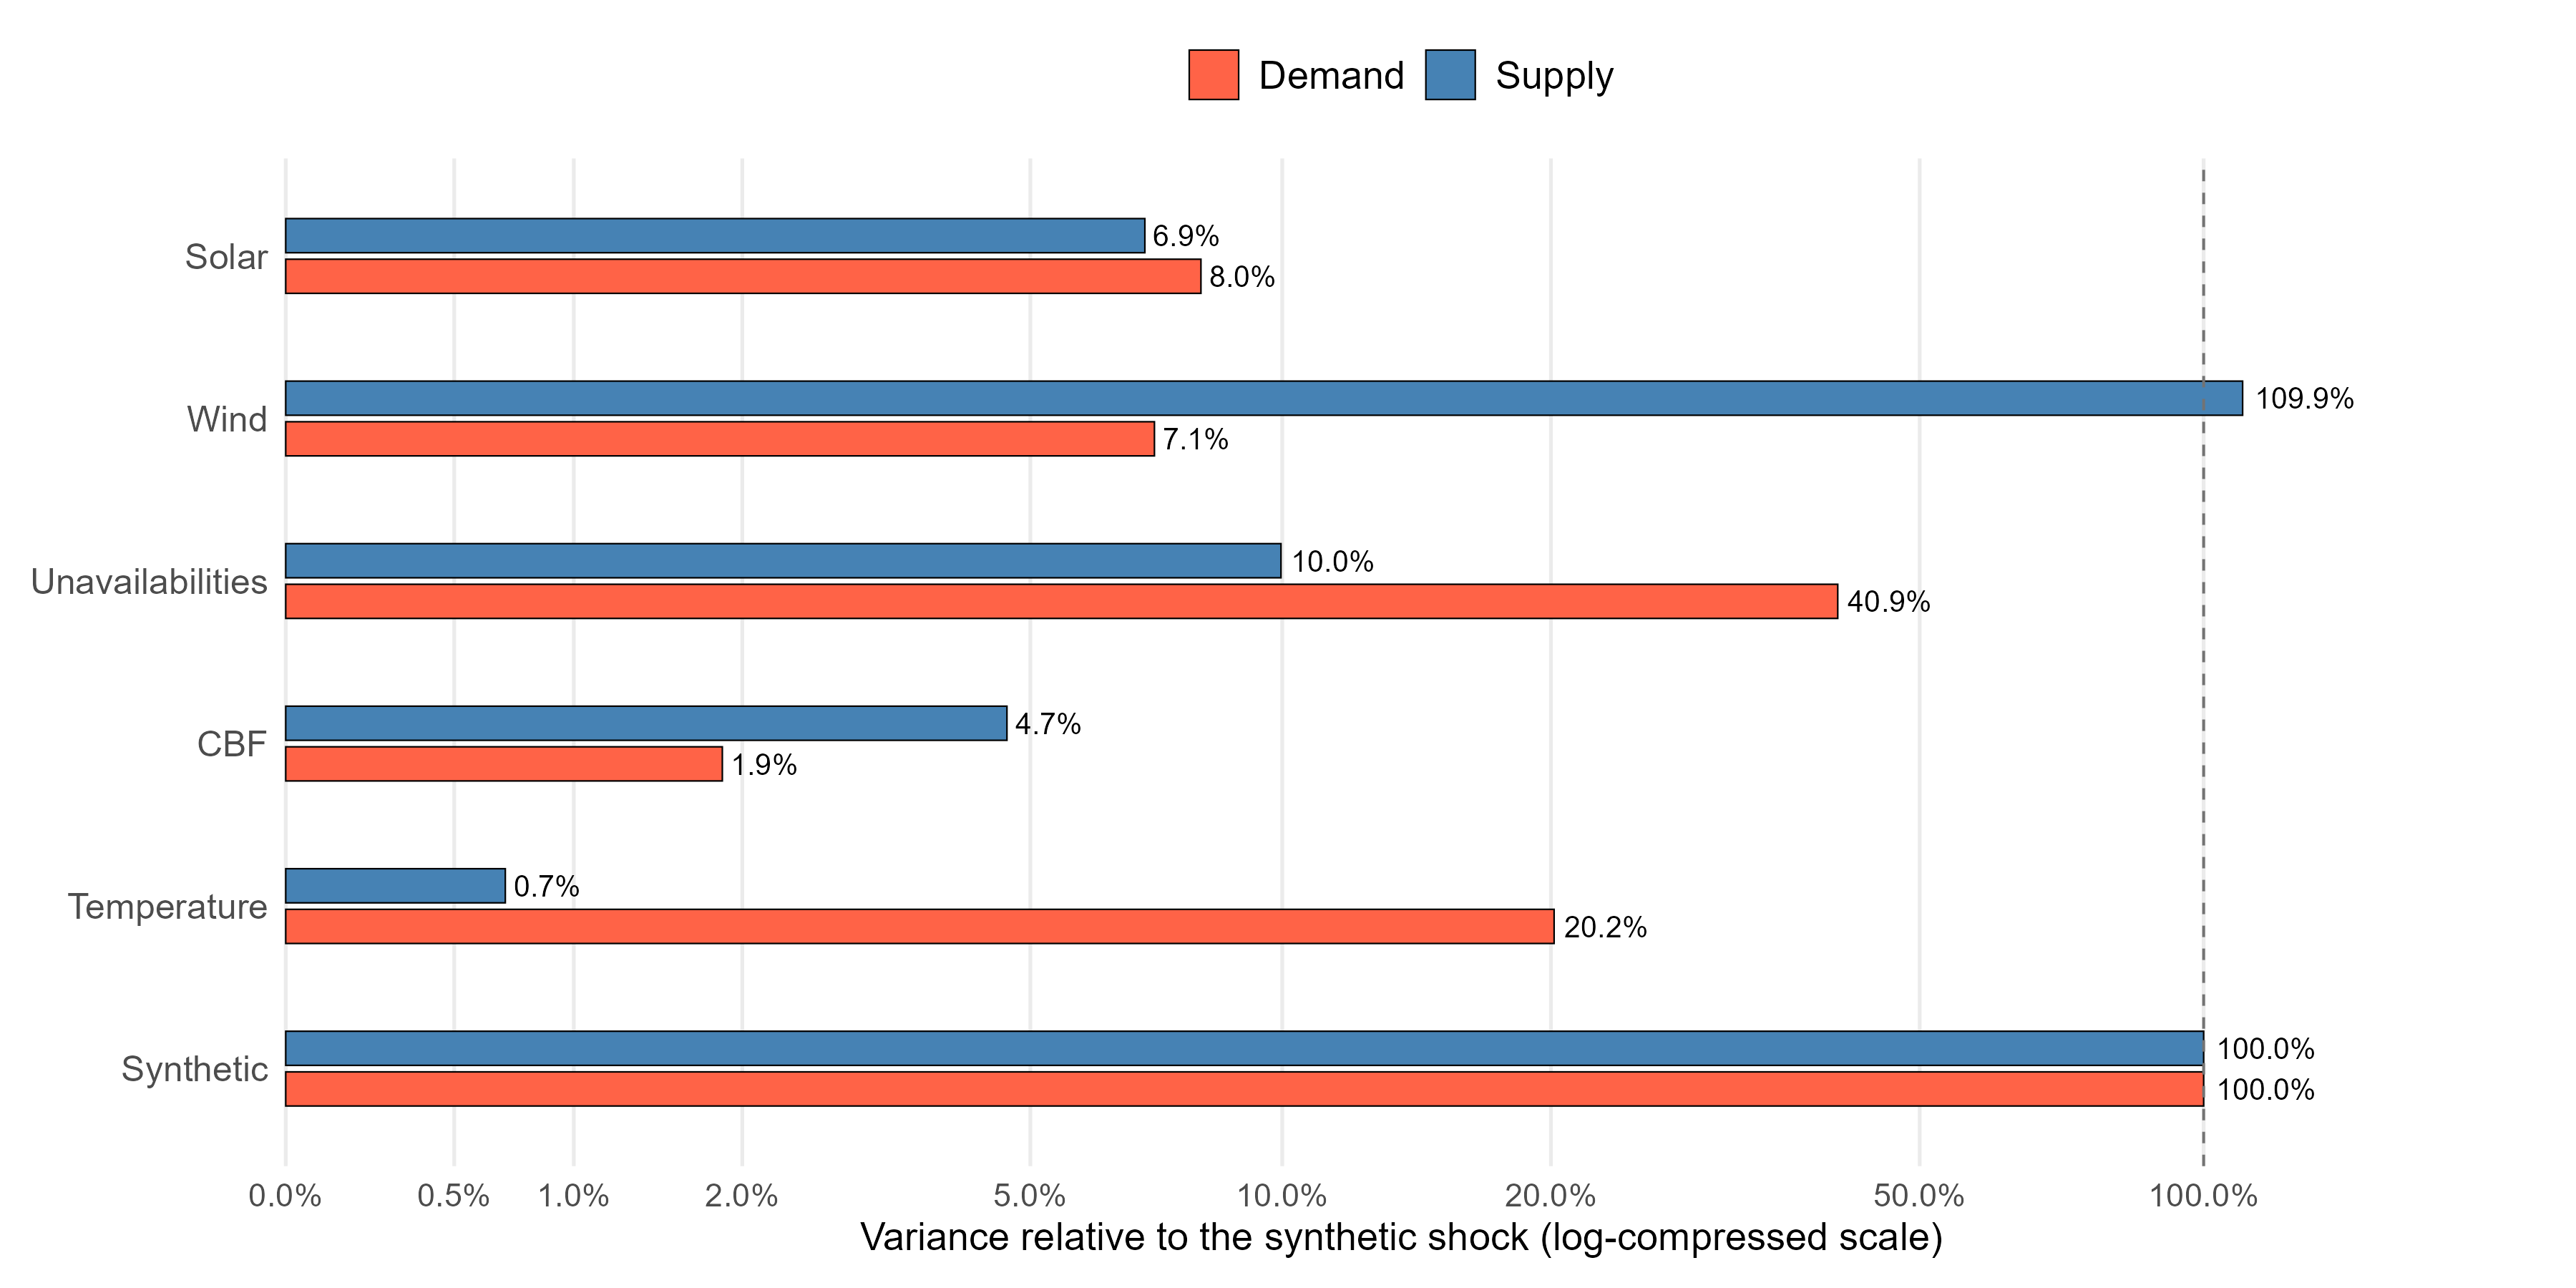 Demand Supply
Solar
6.9%
8.0%
Wind
109.9%
7.1%
Unavailabilities
10.0%
40.9%
CBF
4.7%
1.9%
Temperature
0.7%
20.2%
Synthetic
100.0%
100.0%
0.0% 0.5% 1.0% 2.0% 5.0% 10.0% 20.0% 50.0% 100.0%
Variance relative to the synthetic shock (log-compressed scale)